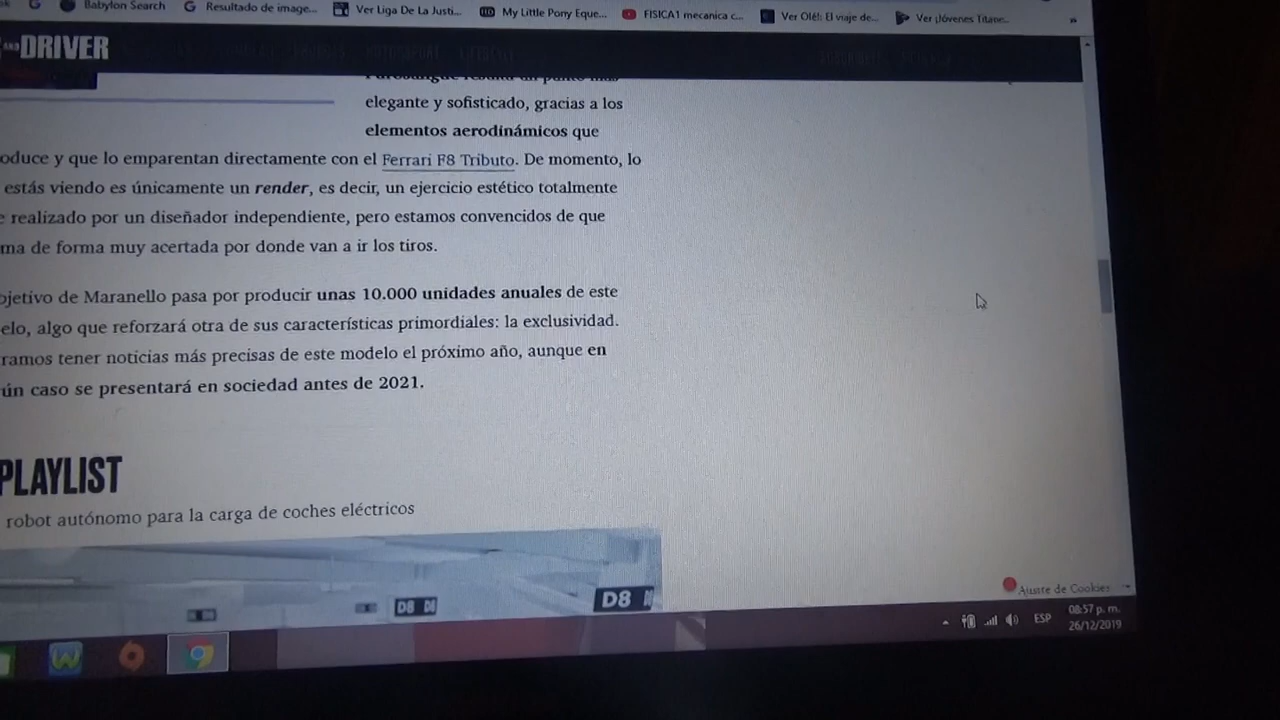 Babylon Search
Resultado de image...
Ver Liga De La Justi...
My Little Pony Eque...
FISICA1 mecanica c...
Ver Olé!: El viaje de...
Ver ¡Jóvenes Titane...
»
AND DRIVER
elegante y sofisticado, gracias a los
elementos aerodinámicos que
oduce y que lo emparentan directamente con el Ferrari F8 Tributo. De momento, lo
estás viendo es únicamente un render, es decir, un ejercicio estético totalmente
e realizado por un diseñador independiente, pero estamos convencidos de que
ma de forma muy acertada por donde van a ir los tiros.
ojetivo de Maranello pasa por producir unas 10.000 unidades anuales de este
elo, algo que reforzará otra de sus características primordiales: la exclusividad.
ramos tener noticias más precisas de este modelo el próximo año, aunque en
ún caso se presentará en sociedad antes de 2021.
PLAYLIST
robot autónomo para la carga de coches eléctricos
D8
D8
Ajuste de Cookies
ESP
08:57 p. m.
26/12/2019